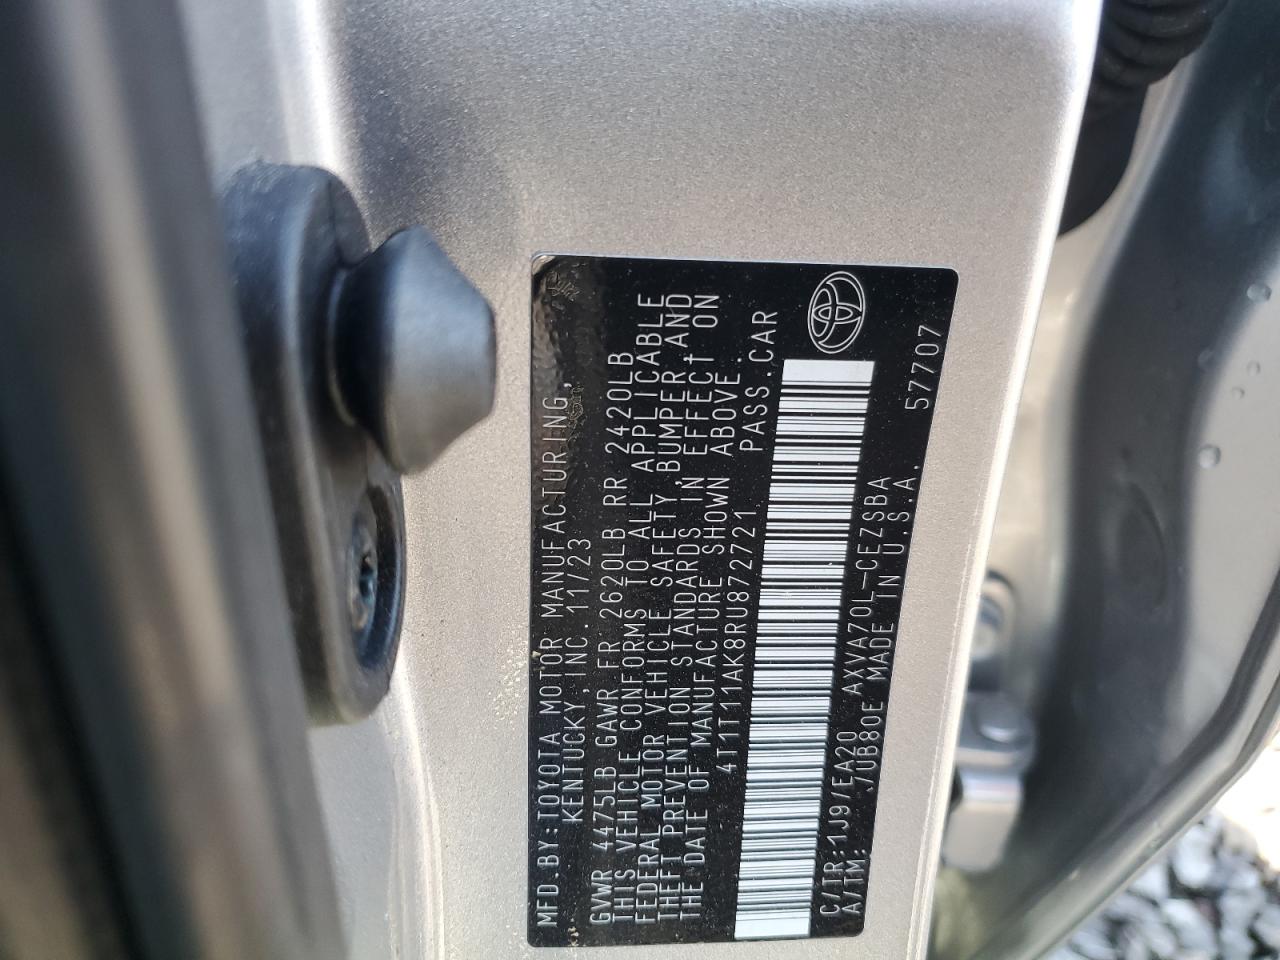 MFD.BY:TOYOTA MOTOR MANUFACTURING,
KENTUCKY, INC. 11/23
GVWR 4475LB GAWR FR 2620LB RR 2420LB
THIS VEHICLE CONFORMS TO ALL APPLICABLE
FEDERAL MOTOR VEHICLE SAFETY,BUMPER,AND
THEFT PREVENTION STANDARDS IN EFFECT ON
THE DATE OF MANUFACTURE SHOWN ABOVE.
4T1T11AK8RU872721 PASS.CAR
C/TR:1J9/EA20 AXVA70L-CEZSBA
A/TM: /UB80E MADE IN U.S.A.
57707